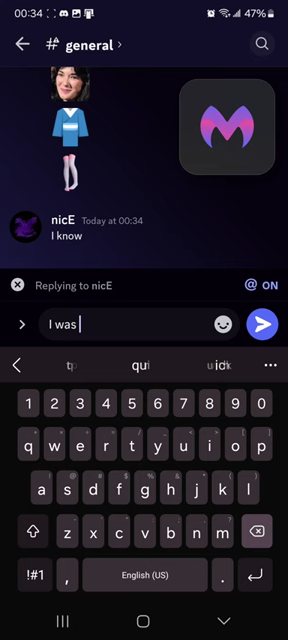 00:34
47%
# general ›
nicE Today at 00:34
I know
Replying to nicE
@ ON
I was
qui
1 2 3 4 5 6 7 8 9 0
q w e r t y u i o p
a s d f g h j k l
z x c v b n m
!#1 , English (US) .